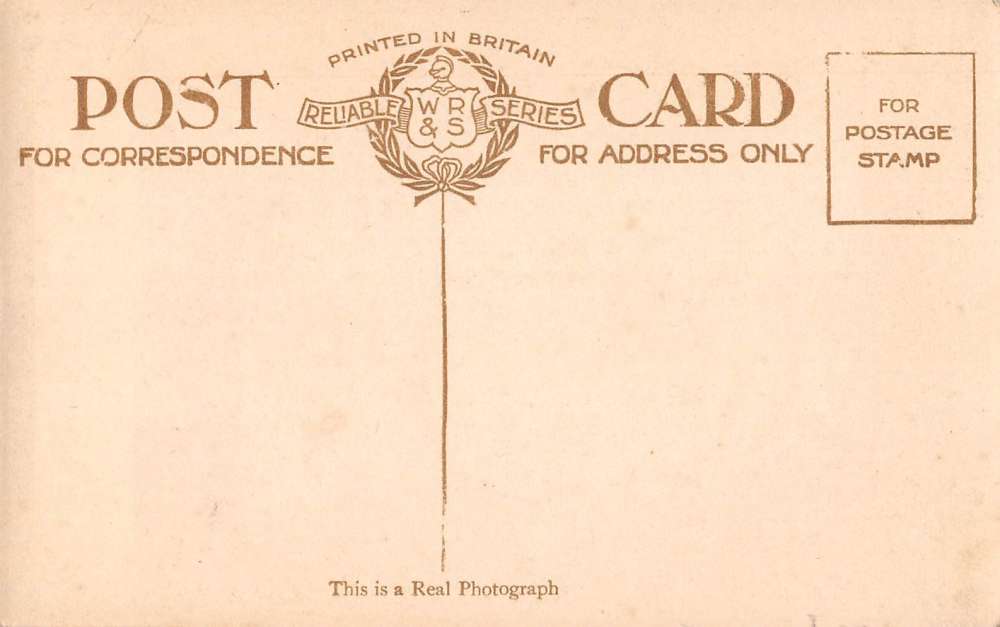 PRINTED IN BRITAIN
POST CARD
RELIABLE SERIES
W R
& S
FOR CORRESPONDENCE
FOR ADDRESS ONLY
FOR
POSTAGE
STAMP
This is a Real Photograph